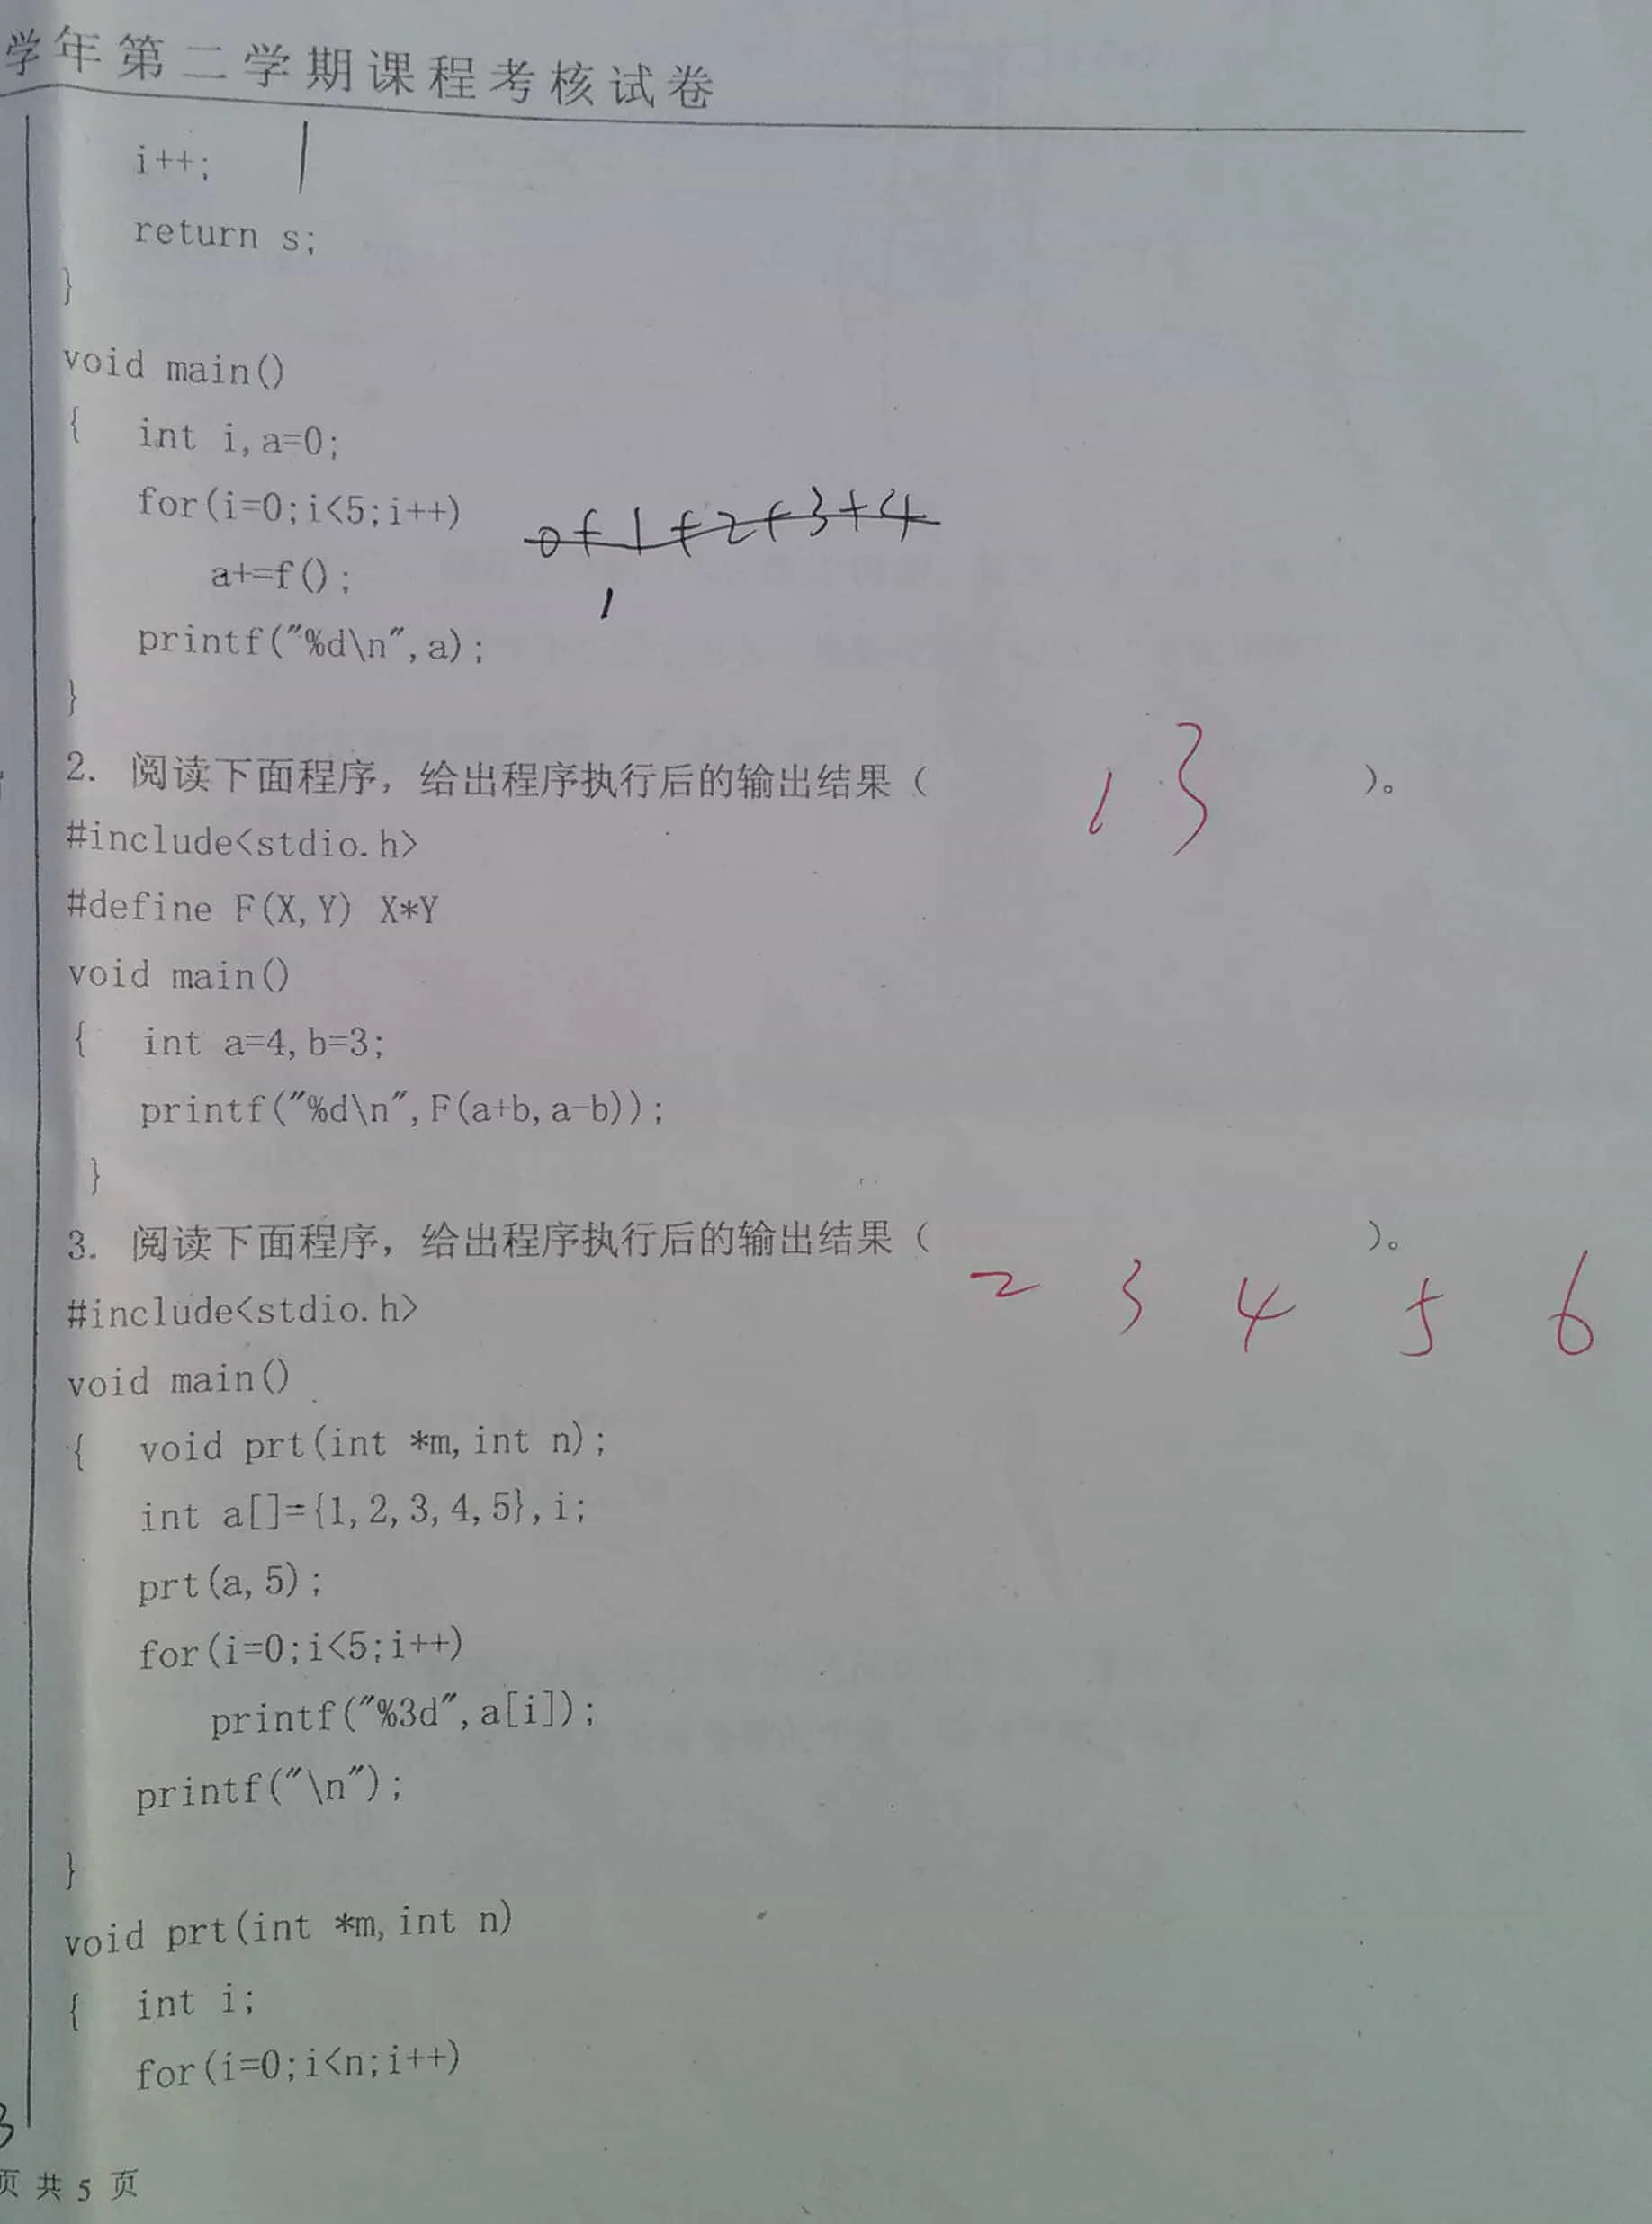 学年第二学期课程考核试卷
i++; 1
return s;
}
void main()
{ int i,a=0;
for(i=0;i<5;i++) 0+1+2+3+4
a+=f(); 1
printf("%d\n",a);
}
2. 阅读下面程序，给出程序执行后的输出结果（ 13 ）。
#include<stdio.h>
#define F(X,Y) X*Y
void main()
{ int a=4,b=3;
printf("%d\n",F(a+b,a-b));
}
3. 阅读下面程序，给出程序执行后的输出结果（ ）。
2 3 4 5 6
#include<stdio.h>
void main()
{ void prt(int *m,int n);
int a[]={1,2,3,4,5},i;
prt(a,5);
for(i=0;i<5;i++)
printf("%3d",a[i]);
printf("\n");
}
void prt(int *m,int n)
{ int i;
for(i=0;i<n;i++)
3
页 共 5 页